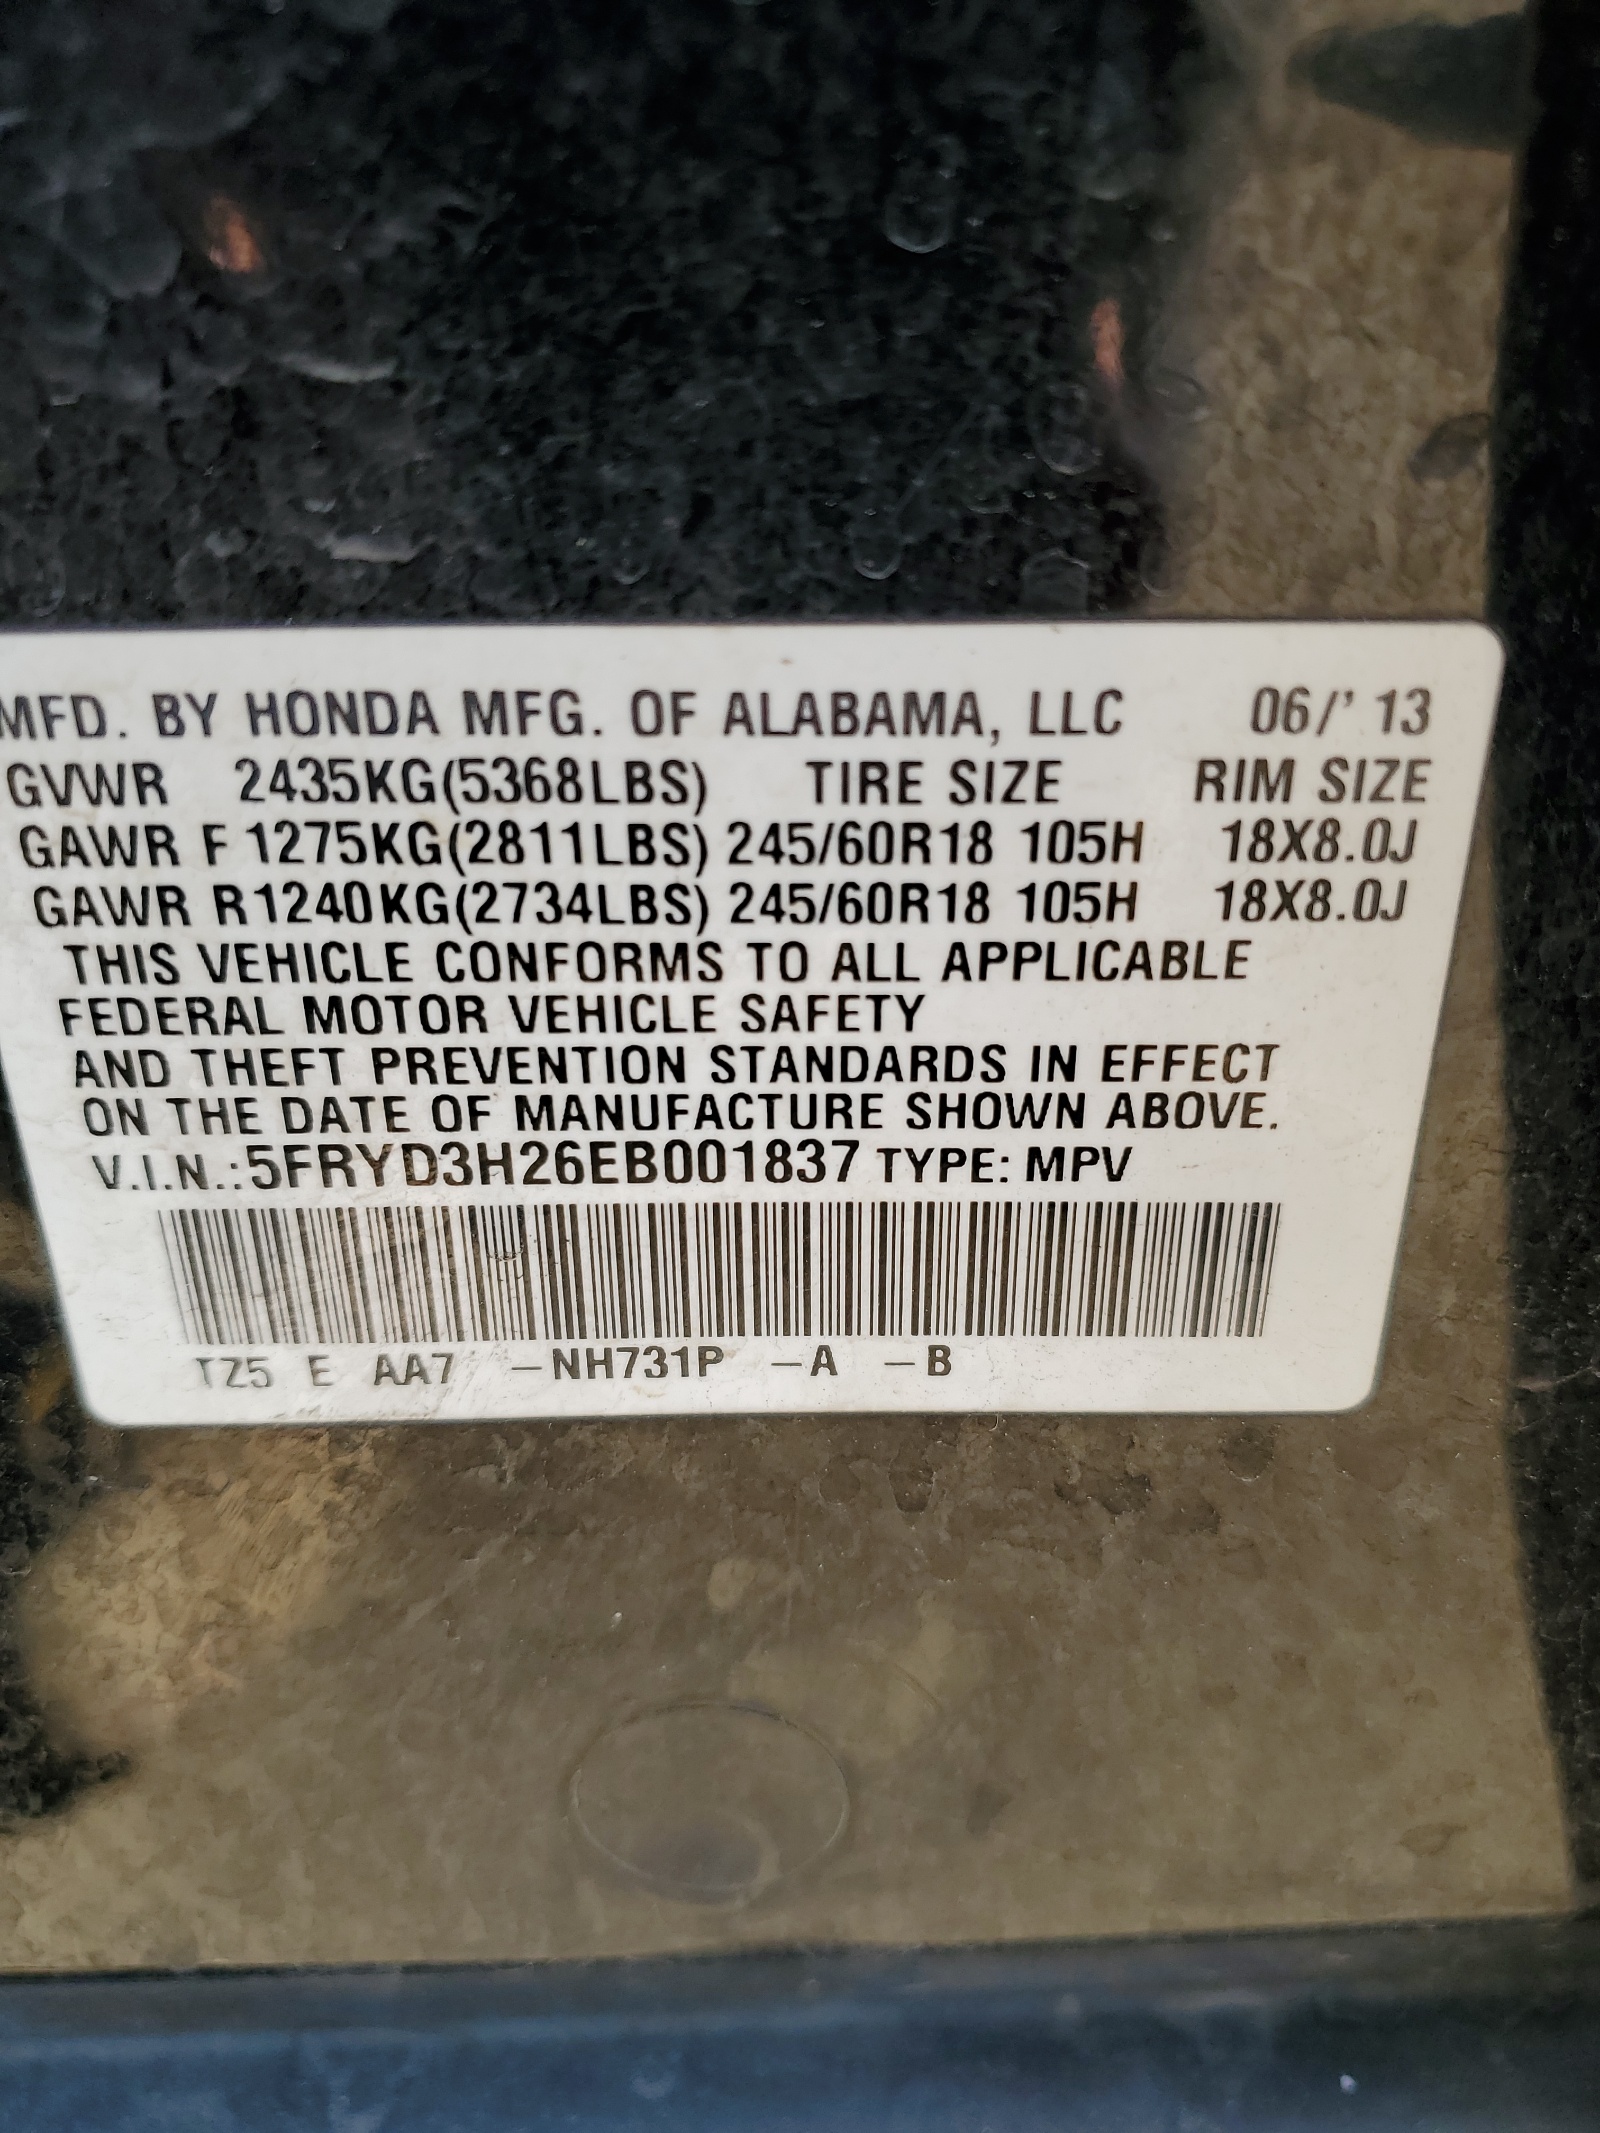 MFD. BY HONDA MFG. OF ALABAMA, LLC 06/' 13
GVWR 2435KG(5368LBS) TIRE SIZE RIM SIZE
GAWR F 1275KG(2811LBS) 245/60R18 105H 18X8.0J
GAWR R1240KG(2734LBS) 245/60R18 105H 18X8.0J
THIS VEHICLE CONFORMS TO ALL APPLICABLE
FEDERAL MOTOR VEHICLE SAFETY
AND THEFT PREVENTION STANDARDS IN EFFECT
ON THE DATE OF MANUFACTURE SHOWN ABOVE.
V.I.N.:5FRYD3H26EB001837 TYPE: MPV
TZ5 E AA7 -NH731P -A -B